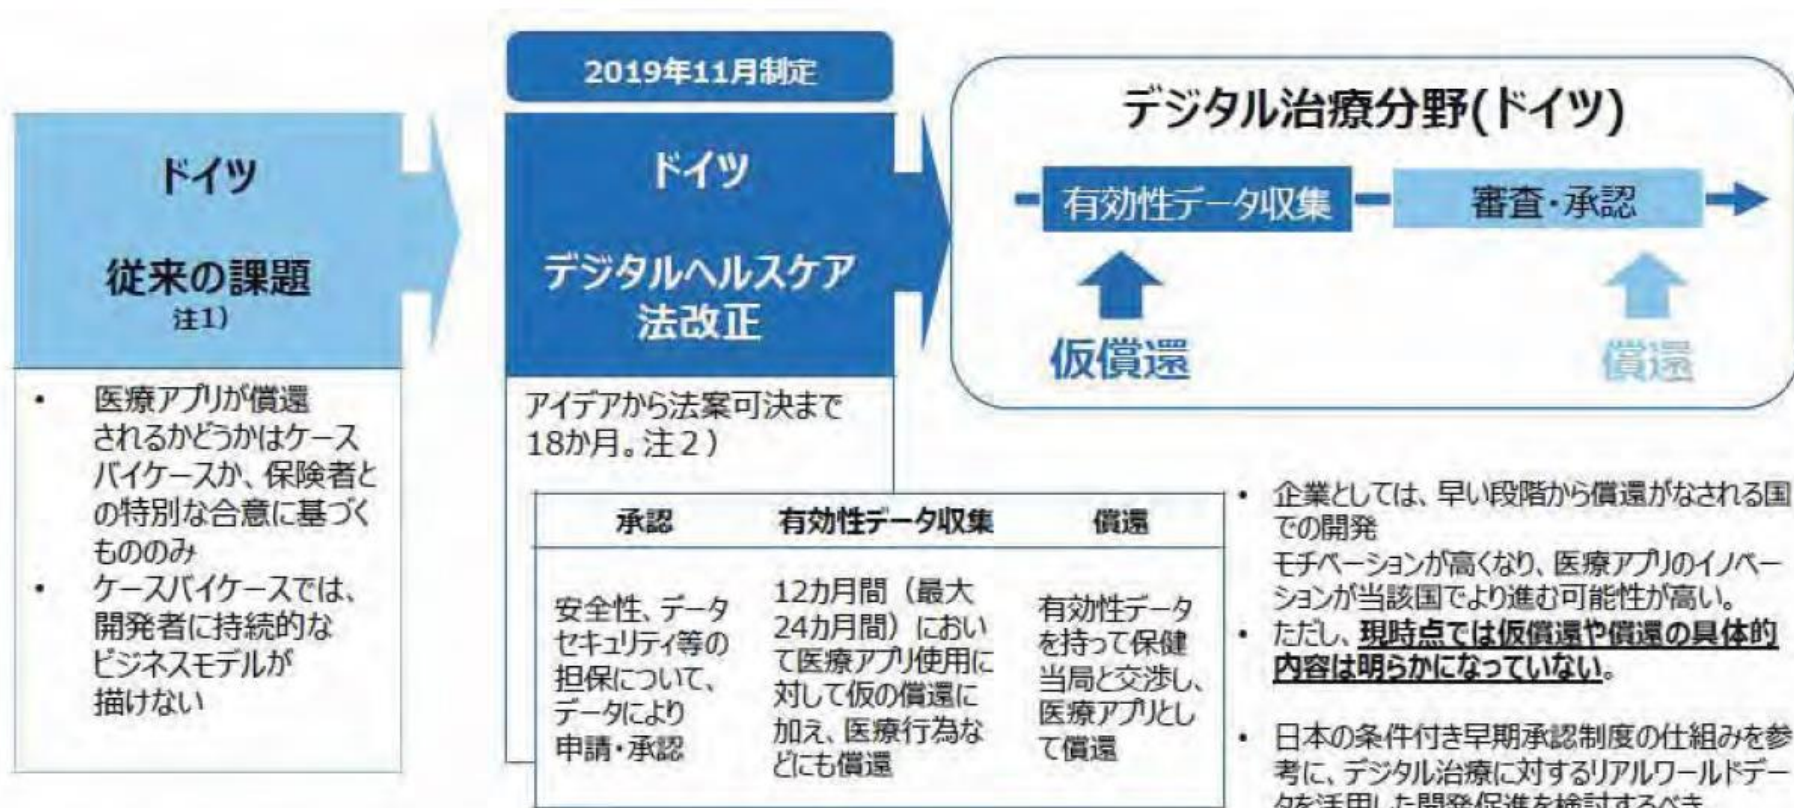 ドイツ
従来の課題
注1）
• 医療アプリが償還
されるかどうかはケース
バイケースか、保険者と
の特別な合意に基づく
もののみ
• ケースバイケースでは、
開発者に持続的な
ビジネスモデルが
描けない
2019年11月制定
ドイツ
デジタルヘルスケア
法改正
アイデアから法案可決まで
18か月。注２）
承認
安全性、データ
セキュリティ等の
担保について、
データにより
申請・承認
有効性データ収集
12カ月間（最大
24カ月間）におい
て医療アプリ使用に
対して仮の償還に
加え、医療行為な
どにも償還
償還
有効性データ
を持って保健
当局と交渉し、
医療アプリとし
て償還
デジタル治療分野(ドイツ)
有効性データ収集
審査・承認
仮償還
償還
• 企業としては、早い段階から償還がなされる国
での開発
モチベーションが高くなり、医療アプリのイノベー
ションが当該国でより進む可能性が高い。
• ただし、現時点では仮償還や償還の具体的
内容は明らかになっていない。
• 日本の条件付き早期承認制度の仕組みを参
考に、デジタル治療に対するリアルワールドデー
タを活用した開発促進を検討するべき